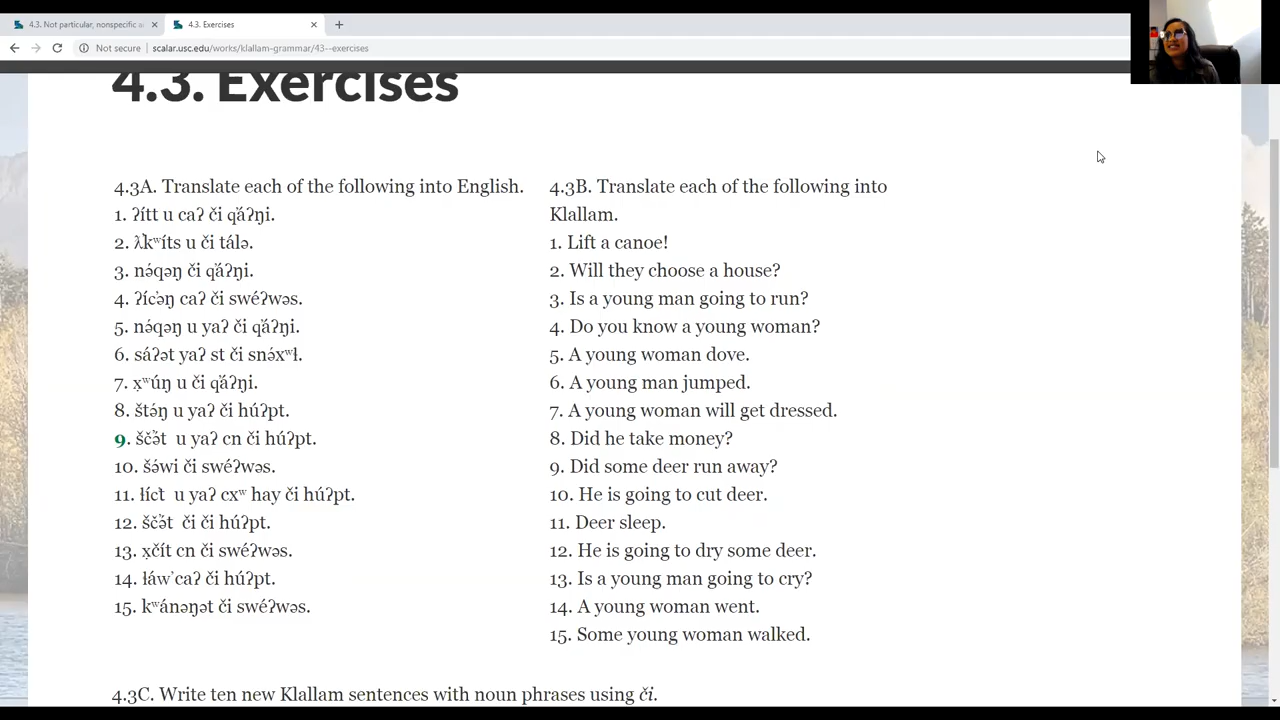 4.3. Not particular, nonspecific a
4.3. Exercises
Not secure
scalar.usc.edu/works/klallam-grammar/43--exercises
4.3. Exercises
4.3A. Translate each of the following into English.
1. ʔítt u caʔ či q̓áʔŋi.
2. ƛ̓kʷíts u či tálə.
3. nə́qəŋ či q̓áʔŋi.
4. ʔíc̓əŋ caʔ či swéʔwəs.
5. nə́qəŋ u yaʔ či q̓áʔŋi.
6. sáʔət yaʔ st či snə́xʷɬ.
7. x̣ʷúŋ u či q̓áʔŋi.
8. štə́ŋ u yaʔ či húʔpt.
9. šč̓ə́t u yaʔ cn či húʔpt.
10. šə́wi či swéʔwəs.
11. ɬíc̓t u yaʔ cxʷ hay či húʔpt.
12. šč̓ə́t či či húʔpt.
13. x̣čít cn či swéʔwəs.
14. ɬáw̓ caʔ či húʔpt.
15. kʷánəŋət či swéʔwəs.
4.3B. Translate each of the following into
Klallam.
1. Lift a canoe!
2. Will they choose a house?
3. Is a young man going to run?
4. Do you know a young woman?
5. A young woman dove.
6. A young man jumped.
7. A young woman will get dressed.
8. Did he take money?
9. Did some deer run away?
10. He is going to cut deer.
11. Deer sleep.
12. He is going to dry some deer.
13. Is a young man going to cry?
14. A young woman went.
15. Some young woman walked.
4.3C. Write ten new Klallam sentences with noun phrases using či.